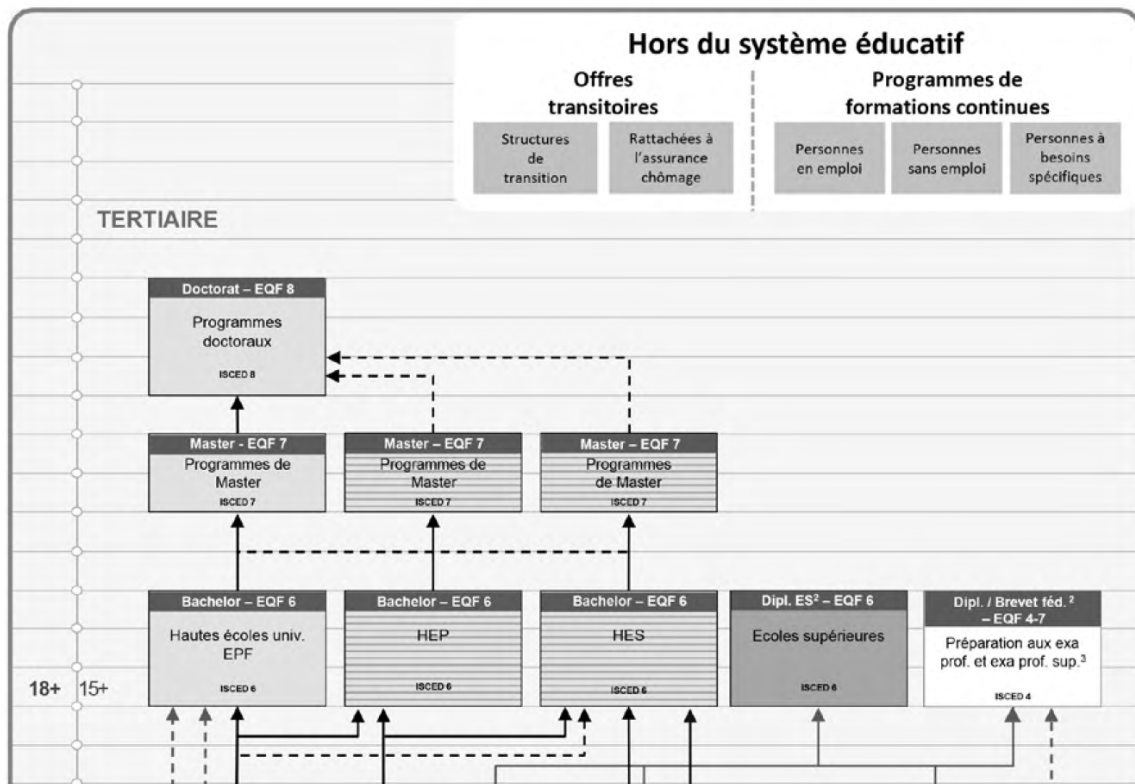 Hors du système éducatif
Offres
transitoires
Programmes de
formations continues
Structures
de
transition
Rattachées à
l'assurance
chômage
Personnes
en emploi
Personnes
sans emploi
Personnes à
besoins
spécifiques
TERTIAIRE
Doctorat – EQF 8
Programmes
doctoraux
ISCED 8
Master - EQF 7
Programmes de
Master
ISCED 7
Master – EQF 7
Programmes de
Master
ISCED 7
Master – EQF 7
Programmes
de Master
ISCED 7
Bachelor – EQF 6
Hautes écoles univ.
EPF
ISCED 6
Bachelor – EQF 6
HEP
ISCED 6
Bachelor – EQF 6
HES
ISCED 6
Dipl. ES² – EQF 6
Ecoles supérieures
ISCED 6
Dipl. / Brevet féd. ²
– EQF 4-7
Préparation aux exa
prof. et exa prof. sup.³
ISCED 4
18+ 15+